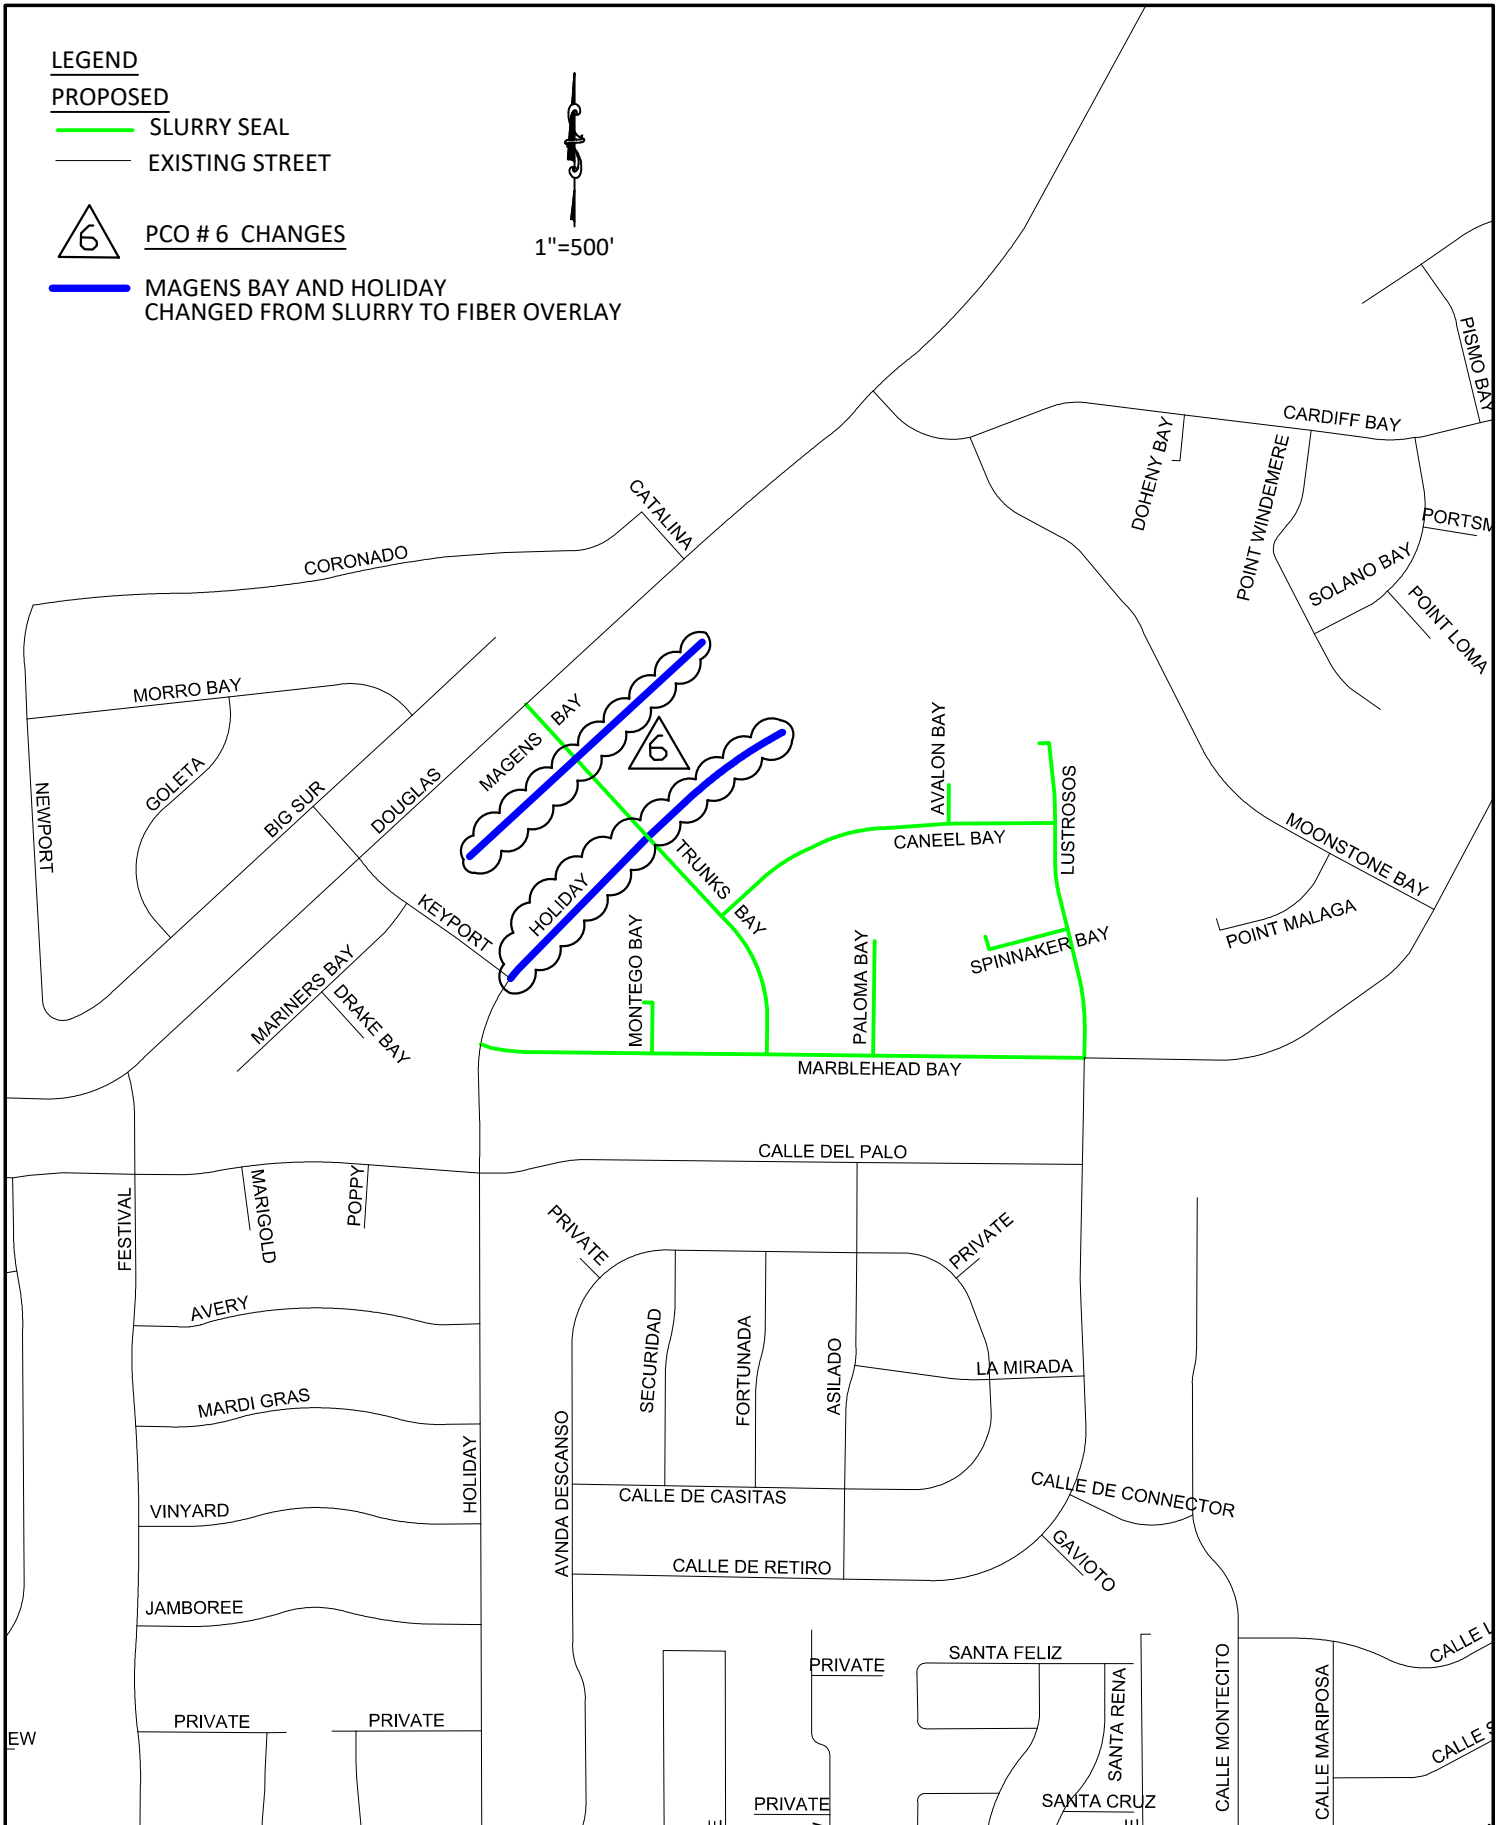 LEGEND
PROPOSED
SLURRY SEAL
EXISTING STREET
6
PCO # 6 CHANGES
1"=500'
MAGENS BAY AND HOLIDAY
CHANGED FROM SLURRY TO FIBER OVERLAY
PISMO BAY
CARDIFF BAY
DOHENY BAY
POINT WINDEMERE
CATALINA
PORTSM
CORONADO
SOLANO BAY
POINT LOMA
MORRO BAY
MAGENS BAY
6
AVALON BAY
GOLETA
NEWPORT
BIG SUR
DOUGLAS
LUSTROSOS
CANEEL BAY
MOONSTONE BAY
TRUNKS BAY
HOLIDAY
KEYPORT
POINT MALAGA
MONTEGO BAY
PALOMA BAY
SPINNAKER BAY
MARINERS BAY
DRAKE BAY
MARBLEHEAD BAY
CALLE DEL PALO
FESTIVAL
MARIGOLD
POPPY
PRIVATE
PRIVATE
AVERY
SECURIDAD
FORTUNADA
ASILADO
LA MIRADA
MARDI GRAS
HOLIDAY
AVNDA DESCANSO
CALLE DE CASITAS
CALLE DE CONNECTOR
VINYARD
CALLE DE RETIRO
GAVIOTO
JAMBOREE
PRIVATE
SANTA FELIZ
CALLE L
SANTA RENA
CALLE MONTECITO
CALLE MARIPOSA
PRIVATE
PRIVATE
EW
CALLE S
PRIVATE
SANTA CRUZ
E